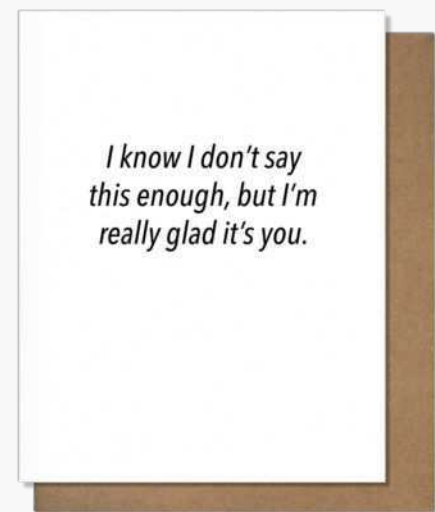 I know I don’t say
this enough, but I’m
really glad it’s you.